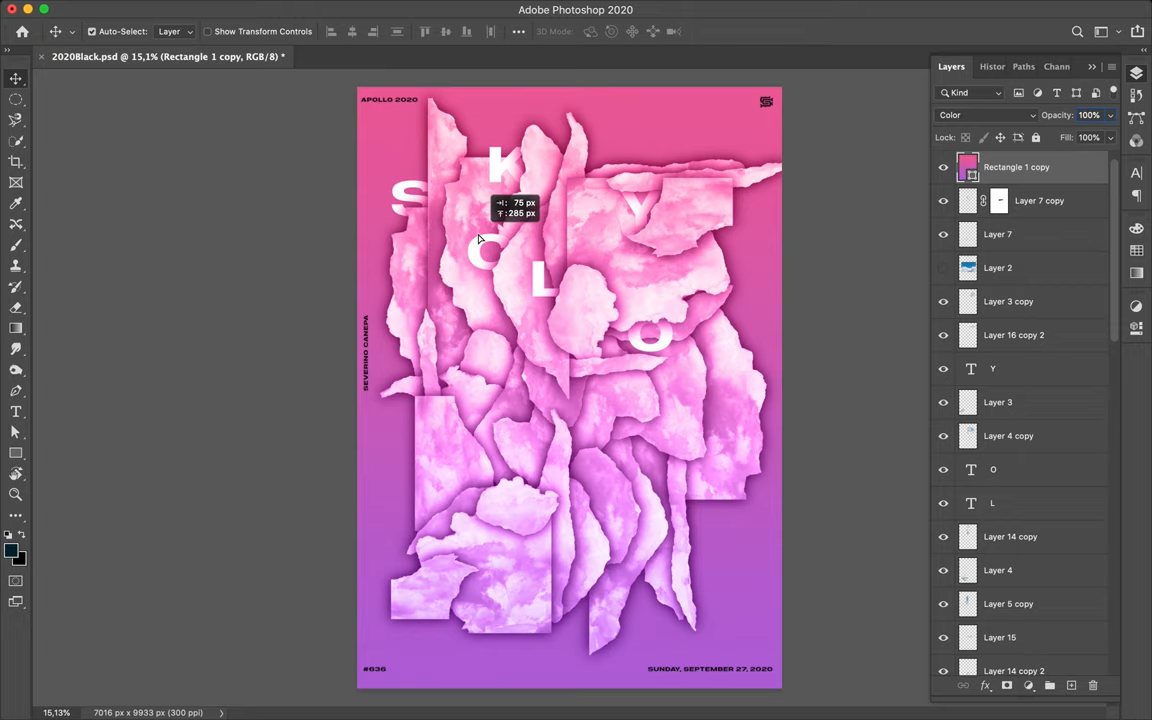 Adobe Photoshop 2020
Auto-Select: Layer
Show Transform Controls
3D Mode:
2020Black.psd @ 15,1% (Rectangle 1 copy, RGB/8) *
Layers
Histor
Paths
Chann
Kind
Color
Opacity: 100%
Lock:
Fill: 100%
Rectangle 1 copy
Layer 7 copy
Layer 7
Layer 2
Layer 3 copy
Layer 16 copy 2
T Y
Layer 3
Layer 4 copy
T O
T L
Layer 14 copy
Layer 4
Layer 5 copy
Layer 15
Layer 14 copy 2
APOLLO 2020
K
S
75 px
285 px
Y
O
L
O
SEVERINO CANEPA
#636
SUNDAY, SEPTEMBER 27, 2020
15,13%
7016 px x 9933 px (300 ppi)